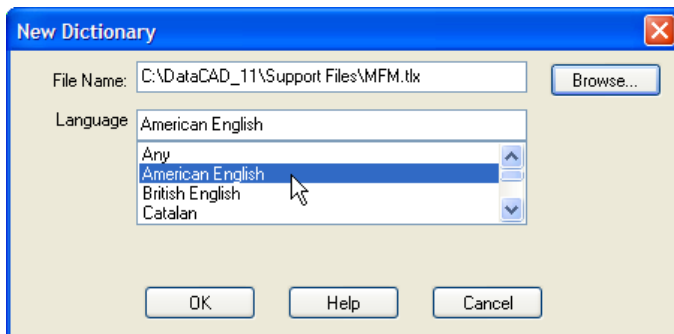 New Dictionary
File Name: C:\DataCAD_11\Support Files\MFM.tlx Browse...
Language American English
Any
American English
British English
Catalan
OK Help Cancel